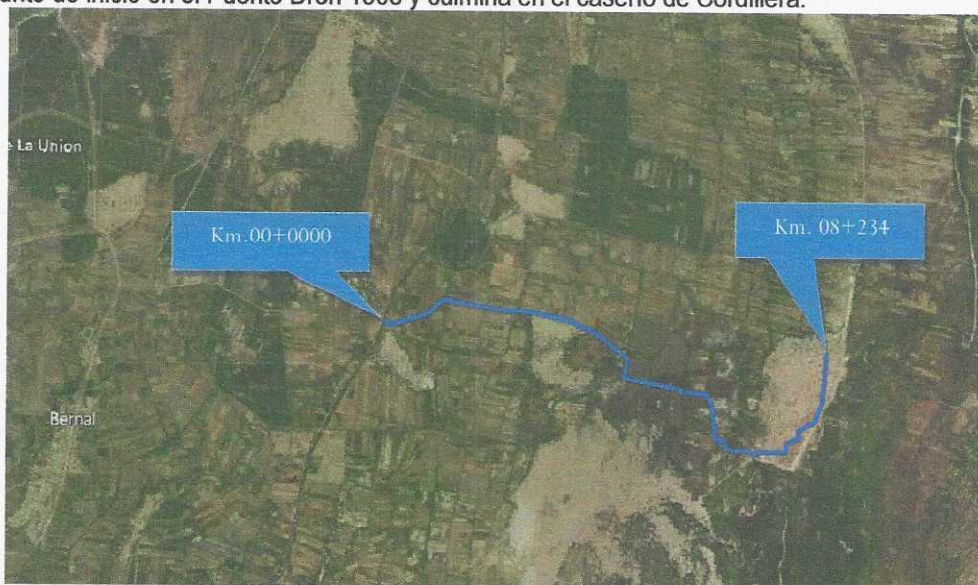 inicio en el Puente Dren 1308 y culmina en el caserío de Cordillera.
La Union
Km.00+0000
Km. 08+234
Bernal